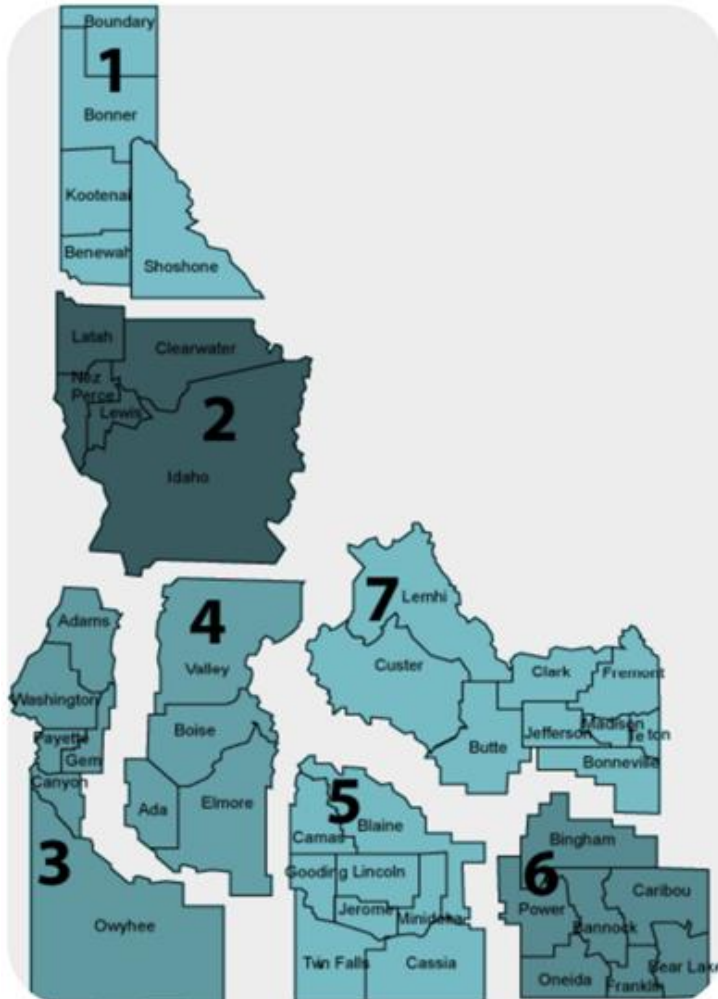 Boundary
1
Bonner
Kootenai
Benewah
Shoshone
Latah
Clearwater
Nez
Perce
Lewis
2
Idaho
Adams
4
Valley
Washington
Boise
Payette
Gem
Canyon
Ada
Elmore
3
Owyhee
7
Lemhi
Custer
Clark
Fremont
Madison
Jefferson
Teton
Butte
Bonneville
5
Camas
Blaine
Gooding
Lincoln
Jerome
Minidoka
Twin Falls
Cassia
Bingham
6
Caribou
Power
Bannock
Bear Lake
Oneida
Franklin